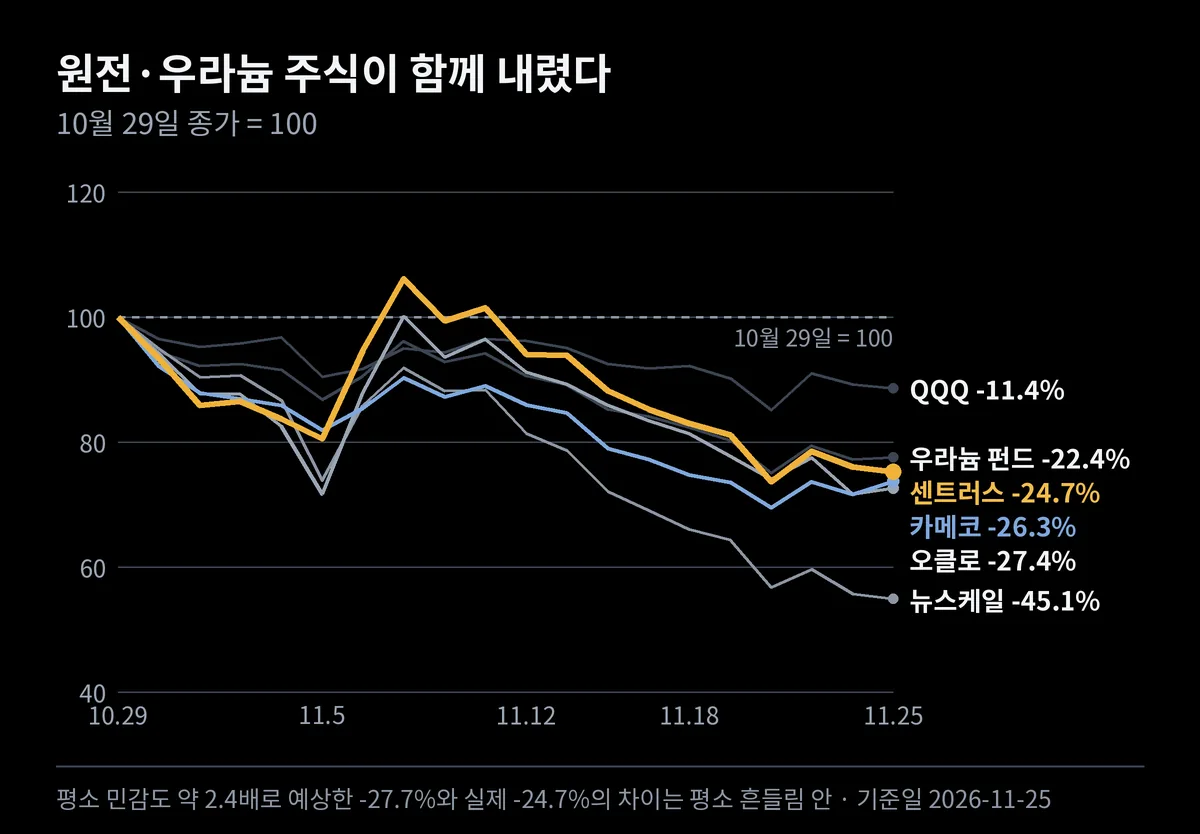 원전·우라늄 주식이 함께 내렸다
10월 29일 종가 = 100
120
100
10월 29일 = 100
80
60
40
QQQ -11.4%
우라늄 펀드 -22.4%
센트러스 -24.7%
카메코 -26.3%
오클로 -27.4%
뉴스케일 -45.1%
10.29
11.5
11.12
11.18
11.25
평소 민감도 약 2.4배로 예상한 -27.7%와 실제 -24.7%의 차이는 평소 흔들림 안 · 기준일 2026-11-25